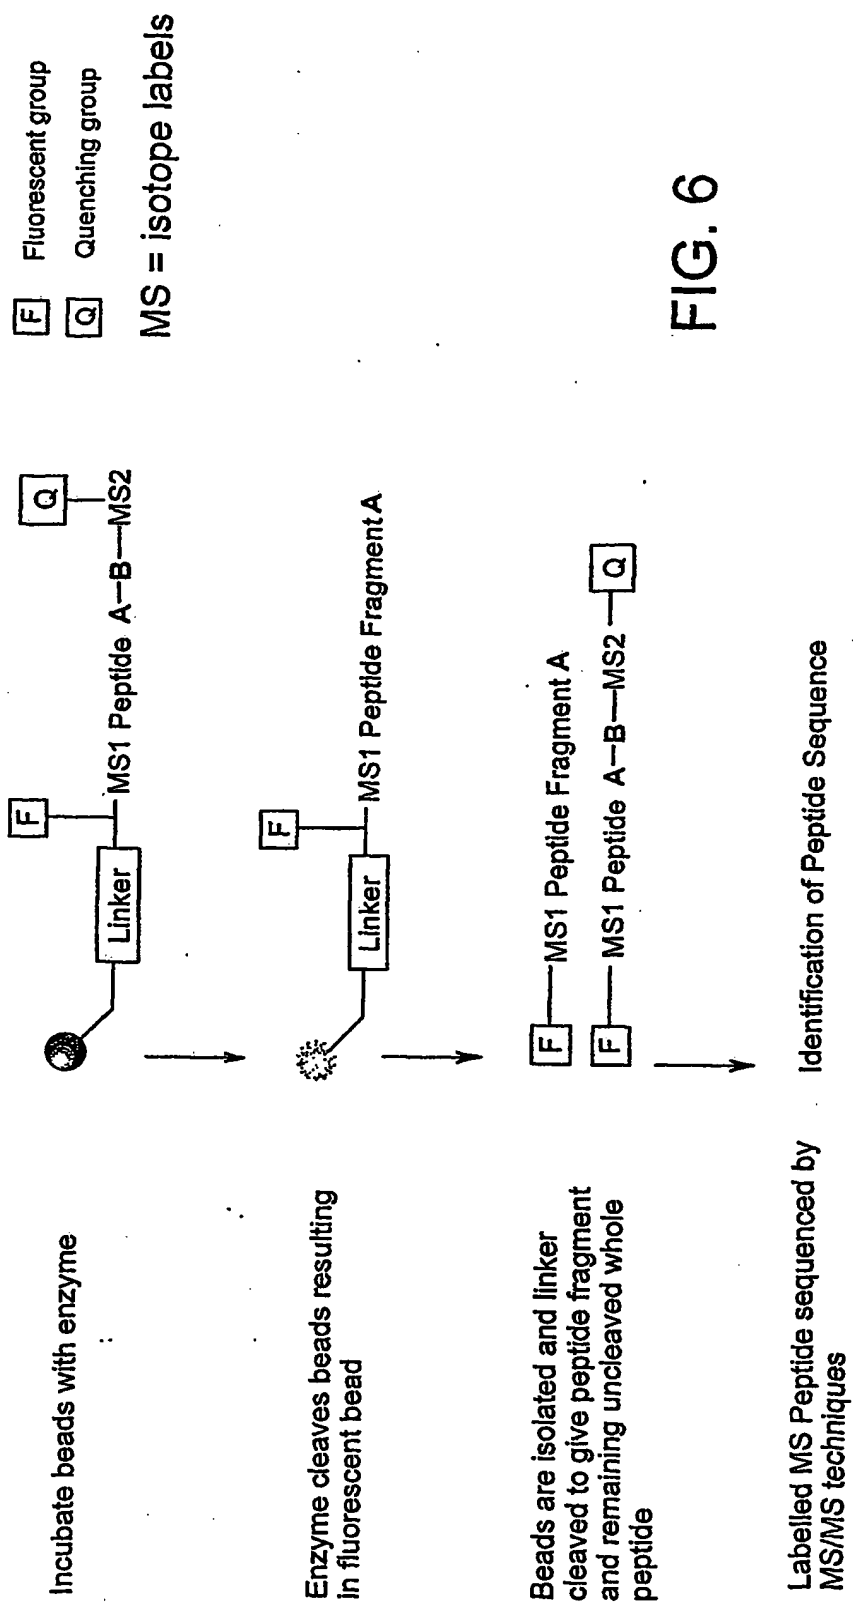 F Fluorescent group
Q Quenching group
MS = isotope labels
Incubate beads with enzyme
Linker
F
MS1 Peptide A–B—MS2
Q
Enzyme cleaves beads resulting
in fluorescent bead
Linker
F
MS1 Peptide Fragment A
Beads are isolated and linker
cleaved to give peptide fragment
and remaining uncleaved whole
peptide
F MS1 Peptide Fragment A
F MS1 Peptide A–B—MS2 Q
Labelled MS Peptide sequenced by
MS/MS techniques
Identification of Peptide Sequence
FIG. 6